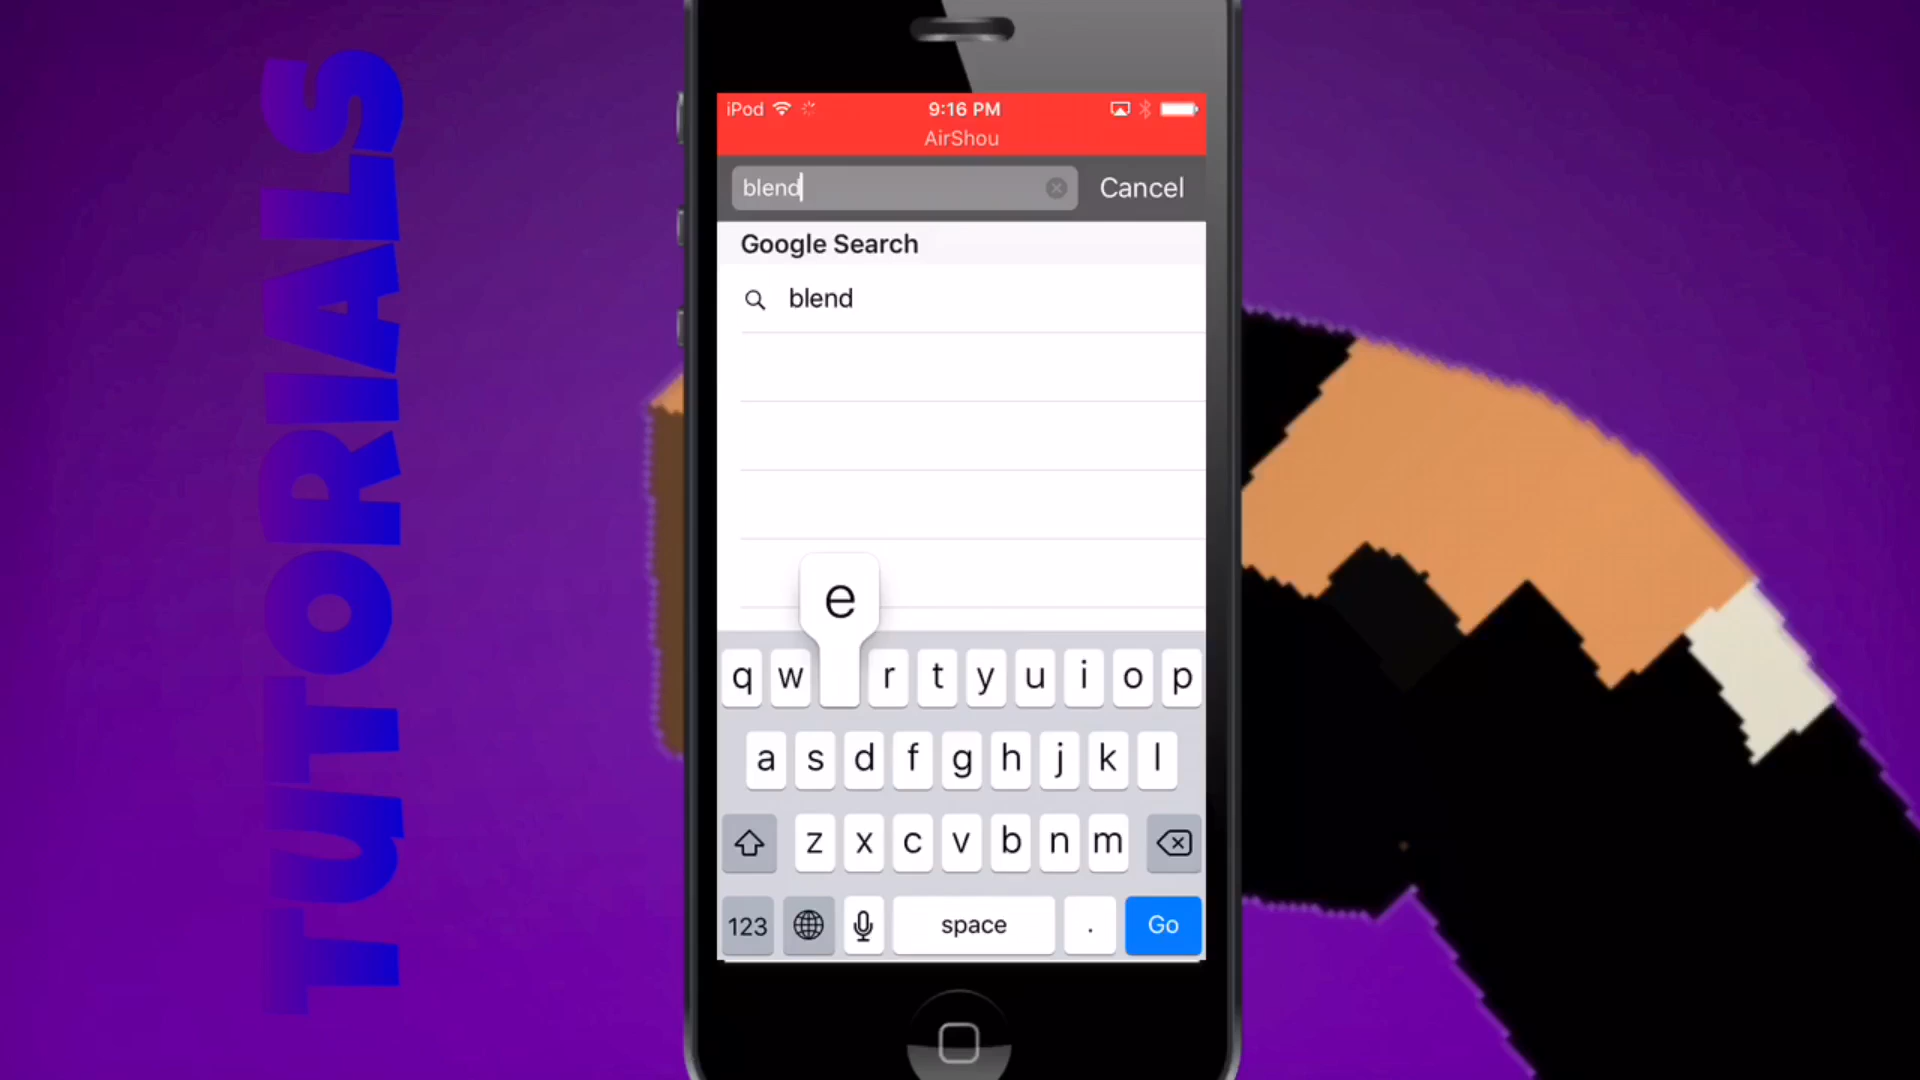 TUTORIALS
iPod 9:16 PM
AirShou
blend Cancel
Google Search
blend
e
q w r t y u i o p
a s d f g h j k l
z x c v b n m
123 space . Go